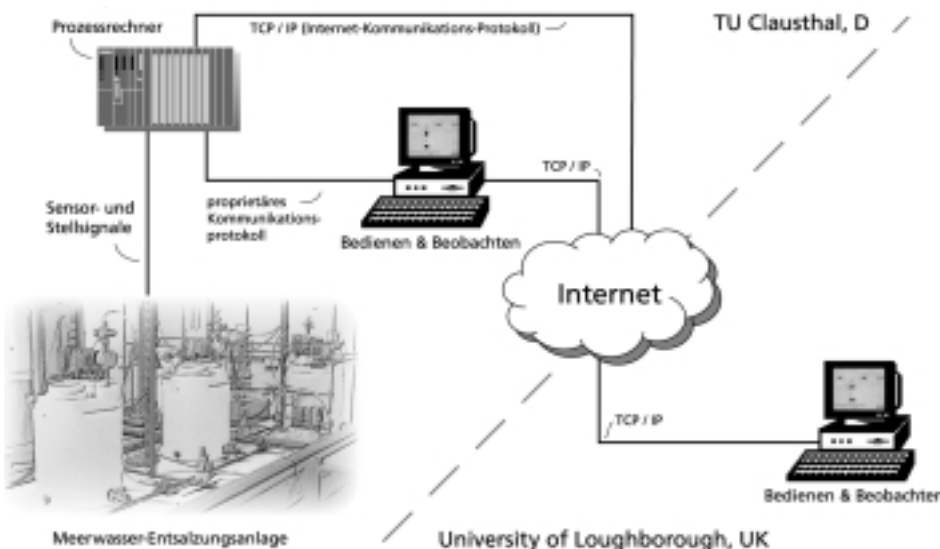 Prozessrechner
TCP / IP (Internet-Kommunikations-Protokoll)
TU Clausthal, D
TCP / IP
proprietäres
Kommunikations-
protokoll
Sensor- und
Stellsignale
Bedienen & Beobachten
Internet
TCP / IP
Bedienen & Beobachten
Meerwasser-Entsalzungsanlage
University of Loughborough, UK